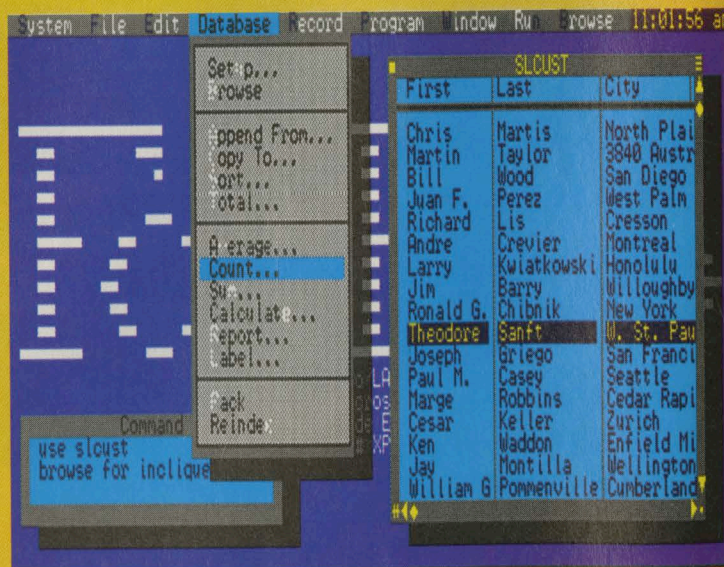 System File Edit Database Record Program Window Run Browse 11:01:56 am
Setup...
Browse
Append From...
Copy To...
Sort...
Total...
Average...
Count...
Sum...
Calculate...
Report...
Label...
Pack
Reindex
Command
use slcust
browse for inclique
SLCUST
First Last City
Chris Martis North Plai
Martin Taylor 3840 Austr
Bill Wood San Diego
Juan F. Perez West Palm
Richard Lis Cresson
Andre Crevier Montreal
Larry Kwiatkowski Honolulu
Jim Barry Willoughby
Ronald G. Chibnik New York
Theodore Sanft W. St. Pau
Joseph Griego San Franci
Paul M. Casey Seattle
Marge Robbins Cedar Rapi
Cesar Keller Zurich
Ken Waddon Enfield Mi
Jay Montilla Wellington
William G Pommenville Cumberland